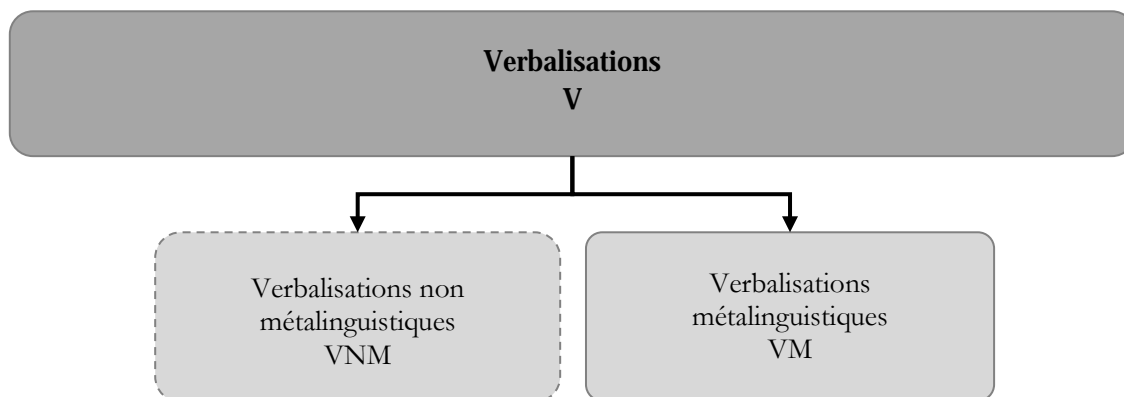 Verbalisations
V
Verbalisations non
métalinguistiques
VNM
Verbalisations
métalinguistiques
VM